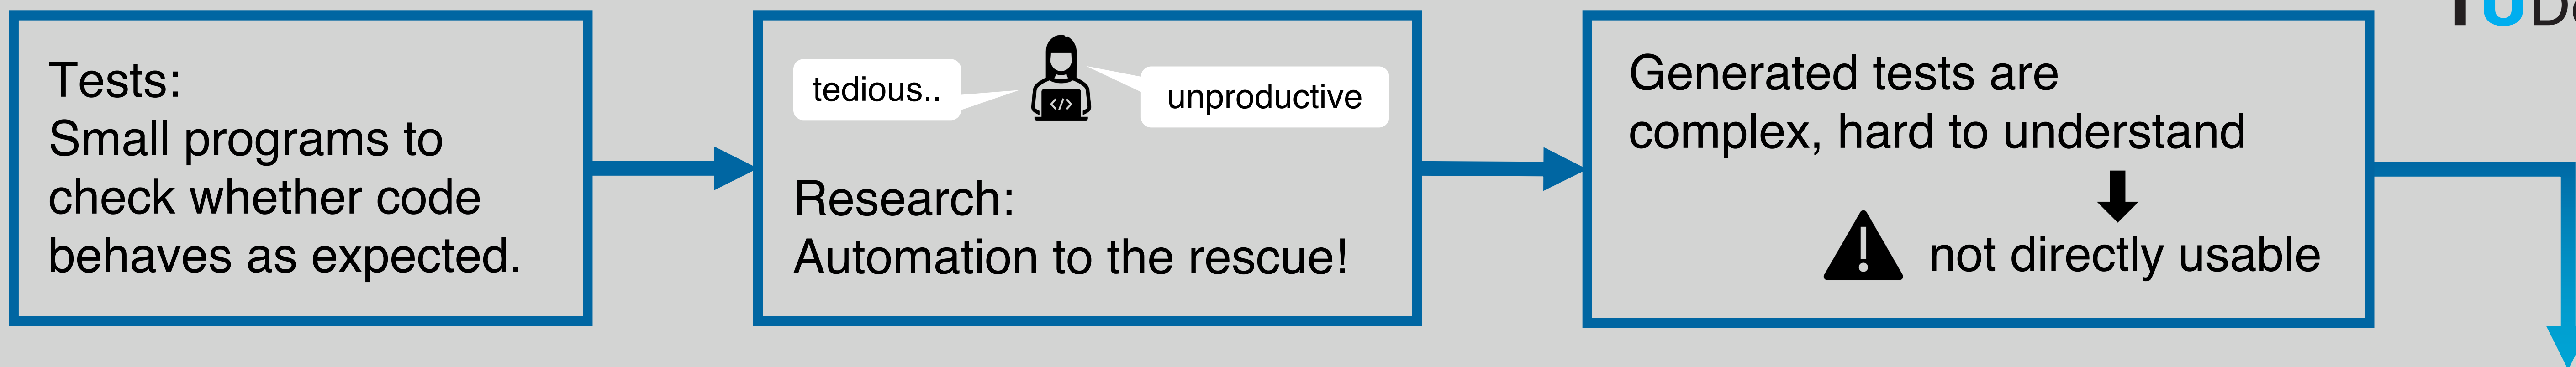 Tests:
Small programs to
check whether code
behaves as expected.
tedious..
unproductive
</>
Research:
Automation to the rescue!
Generated tests are
complex, hard to understand
not directly usable